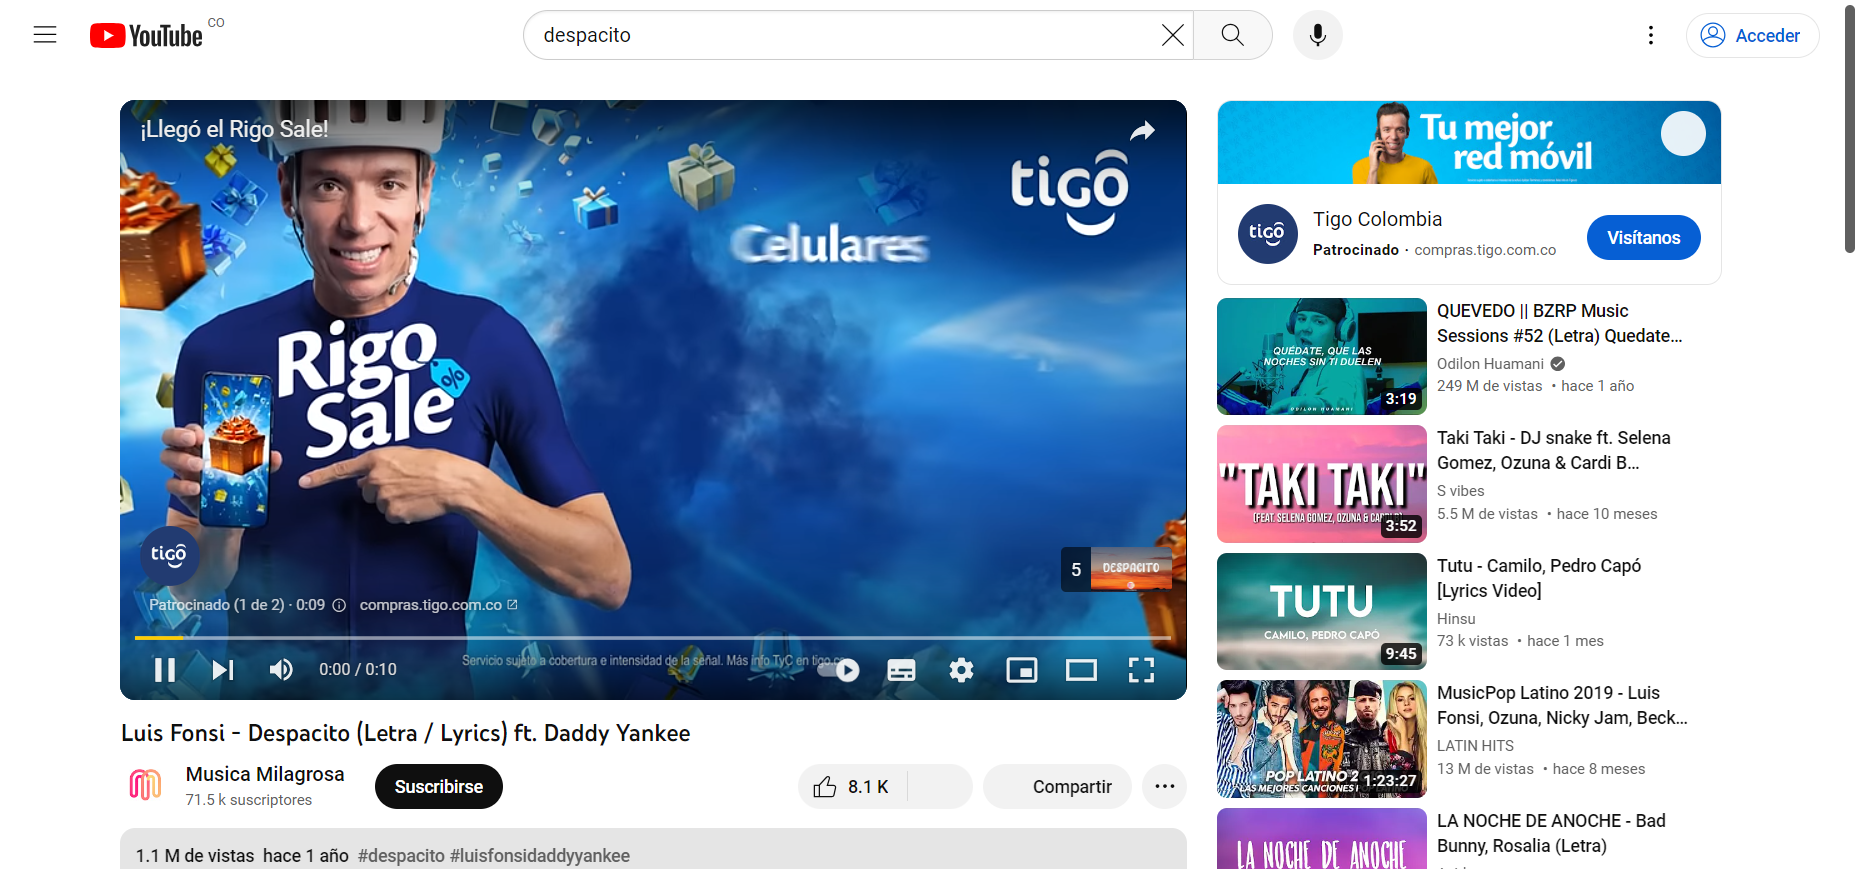 YouTube
CO
despacito
Acceder
¡Llegó el Rigo Sale!
tigô
Celulares
Rigo
Sale
%
tigô
5
DESPACITO
Patrocinado (1 de 2) · 0:09
compras.tigo.com.co
Servicio sujeto a cobertura e intensidad de la señal. Más info TyC en tigo.co
0:00 / 0:10
Luis Fonsi - Despacito (Letra / Lyrics) ft. Daddy Yankee
Musica Milagrosa
71.5 k suscriptores
Suscribirse
8.1 K
Compartir
1.1 M de vistas hace 1 año #despacito #luisfonsidaddyyankee
Tu mejor
red móvil
tigô
Tigo Colombia
Patrocinado · compras.tigo.com.co
Visítanos
QUÉDATE, QUE LAS
NOCHES SIN TI DUELEN
ODILON HUAMANI
3:19
QUEVEDO || BZRP Music
Sessions #52 (Letra) Quedate...
Odilon Huamani
249 M de vistas • hace 1 año
"TAKI TAKI"
(FEAT. SELENA GOMEZ, OZUNA & CARDI B)
3:52
Taki Taki - DJ snake ft. Selena
Gomez, Ozuna & Cardi B...
S vibes
5.5 M de vistas • hace 10 meses
TUTU
CAMILO, PEDRO CAPÓ
9:45
Tutu - Camilo, Pedro Capó
[Lyrics Video]
Hinsu
73 k vistas • hace 1 mes
POP LATINO 2
LAS MEJORES CANCIONES POP LATINO
1:23:27
MusicPop Latino 2019 - Luis
Fonsi, Ozuna, Nicky Jam, Beck...
LATIN HITS
13 M de vistas • hace 8 meses
LA NOCHE DE ANOCHE
LA NOCHE DE ANOCHE - Bad
Bunny, Rosalia (Letra)